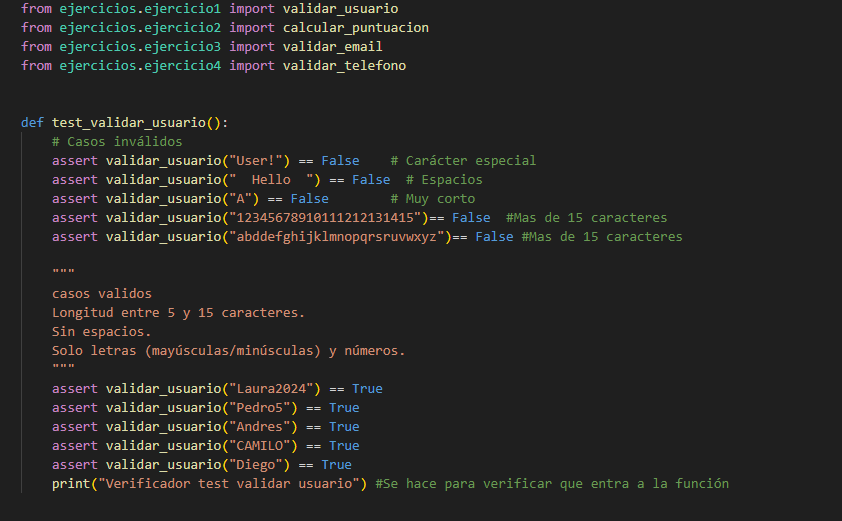 from ejercicios.ejercicio1 import validar_usuario
from ejercicios.ejercicio2 import calcular_puntuacion
from ejercicios.ejercicio3 import validar_email
from ejercicios.ejercicio4 import validar_telefono
def test_validar_usuario():
# Casos inválidos
assert validar_usuario("User!") == False    # Carácter especial
assert validar_usuario("  Hello  ") == False  # Espacios
assert validar_usuario("A") == False        # Muy corto
assert validar_usuario("12345678910111212131415")== False  #Mas de 15 caracteres
assert validar_usuario("abddefghijklmnopqrsruvwxyz")== False #Mas de 15 caracteres
"""
casos validos
Longitud entre 5 y 15 caracteres.
Sin espacios.
Solo letras (mayúsculas/minúsculas) y números.
"""
assert validar_usuario("Laura2024") == True
assert validar_usuario("Pedro5") == True
assert validar_usuario("Andres") == True
assert validar_usuario("CAMILO") == True
assert validar_usuario("Diego") == True
print("Verificador test validar usuario") #Se hace para verificar que entra a la función